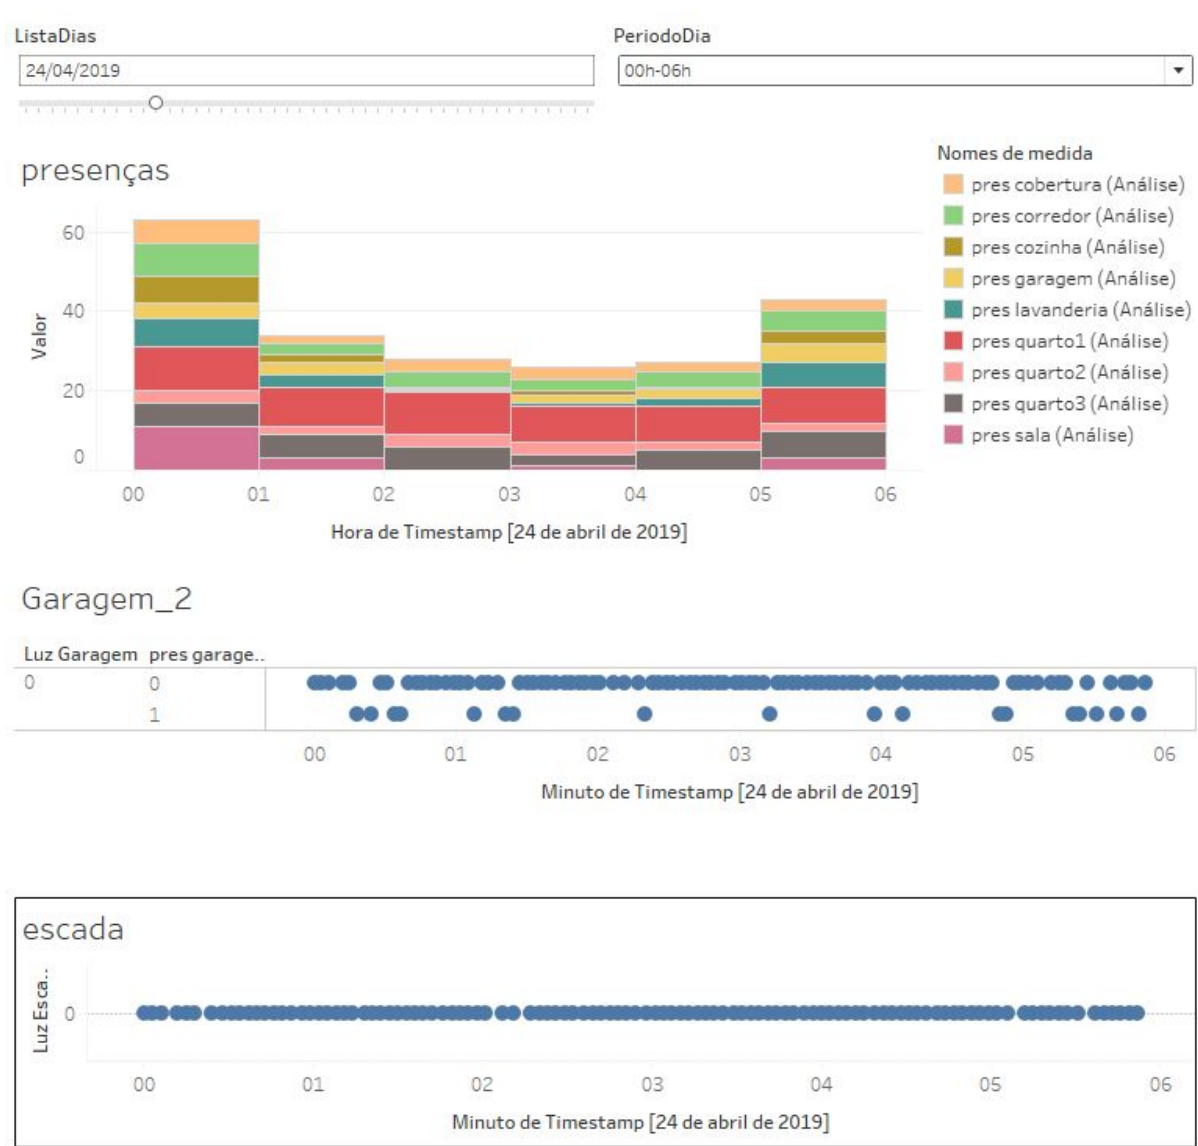 ListaDias
PeriodoDia
24/04/2019
00h-06h
presenças
Nomes de medida
pres cobertura (Análise)
pres corredor (Análise)
pres cozinha (Análise)
pres garagem (Análise)
pres lavanderia (Análise)
pres quarto1 (Análise)
pres quarto2 (Análise)
pres quarto3 (Análise)
pres sala (Análise)
Valor
60
40
20
0
00 01 02 03 04 05 06
Hora de Timestamp [24 de abril de 2019]
Garagem_2
Luz Garagem pres garage..
0 0
1
00 01 02 03 04 05 06
Minuto de Timestamp [24 de abril de 2019]
escada
Luz Esca..
0
00 01 02 03 04 05 06
Minuto de Timestamp [24 de abril de 2019]